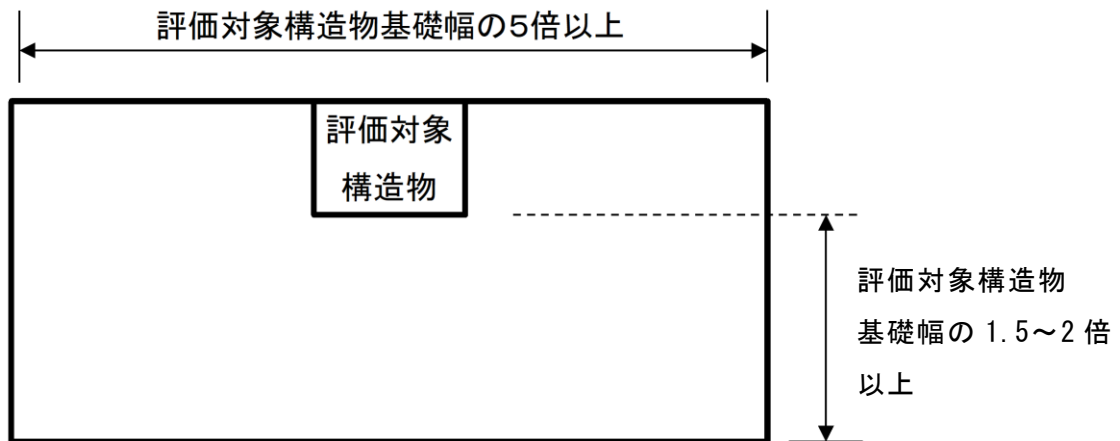 評価対象構造物基礎幅の5倍以上
評価対象
構造物
評価対象構造物
基礎幅の 1.5～2 倍
以上